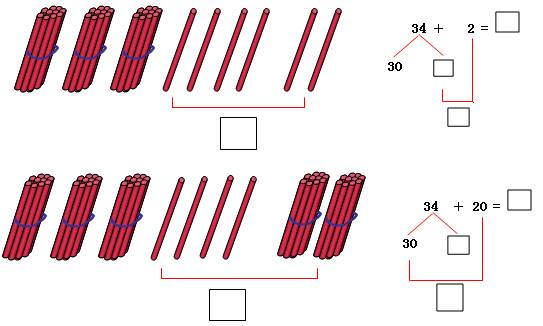 34 + 2 =
30
34 + 20 =
30